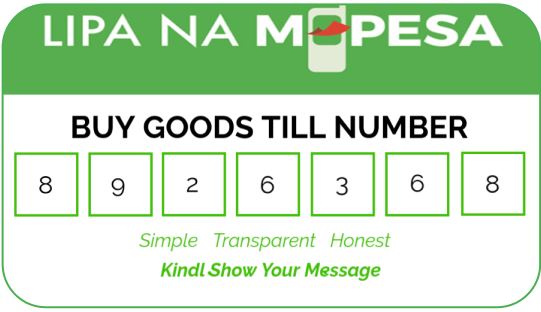 LIPA NA M-PESA
BUY GOODS TILL NUMBER
8 9 2 6 3 6 8
Simple Transparent Honest
Kindl Show Your Message